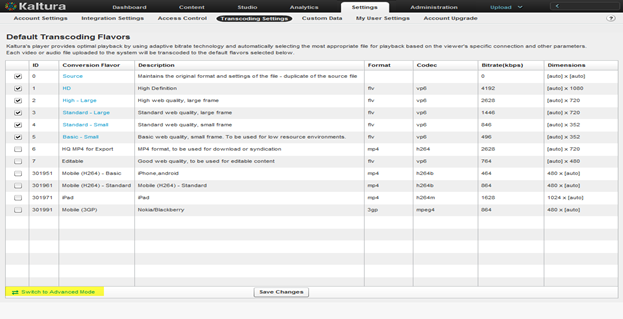 Kaltura Dashboard Content Studio Analytics Settings Administration Upload
Account Settings Integration Settings Access Control Transcoding Settings Custom Data My User Settings Account Upgrade ?
Default Transcoding Flavors
Kaltura's player provides optimal playback by using adaptive bitrate technology and automatically selecting the most appropriate file for playback based on the viewer's specific connection and other parameters.
Each video or audio file uploaded to the system will be transcoded to the default flavors selected below.
ID Conversion Flavor Description Format Codec Bitrate(kbps) Dimensions
0 Source Maintains the original format and settings of the file - duplicate of the source file 0 [auto] x [auto]
1 HD High Definition flv vp6 4192 [auto] x 1080
2 High - Large High web quality, large frame flv vp6 2628 [auto] x 720
3 Standard - Large Standard web quality, large frame flv vp6 1446 [auto] x 720
4 Standard - Small Standard web quality, small frame flv vp6 846 [auto] x 352
5 Basic - Small Basic web quality, small frame. To be used for low resource environments. flv vp6 496 [auto] x 352
6 HQ MP4 for Export MP4 format, to be used for download or syndication mp4 h264 2628 [auto] x 720
7 Editable Good web quality, to be used for editable content flv vp6 764 [auto] x 480
301951 Mobile (H264) - Basic iPhone,android mp4 h264b 464 480 x [auto]
301961 Mobile (H264) - Standard Mobile (H264) - Standard mp4 h264b 864 480 x [auto]
301971 iPad iPad mp4 h264m 1628 1024 x [auto]
301991 Mobile (3GP) Nokia/Blackberry 3gp mpeg4 864 480 x [auto]
Switch to Advanced Mode Save Changes